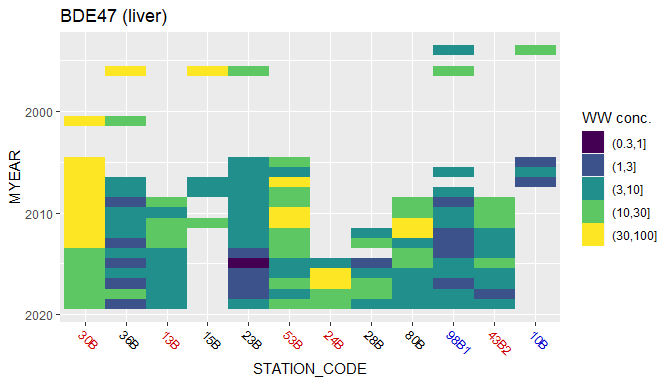 BDE47 (liver)
MYEAR
2000
2010
2020
30B
36B
13B
15B
23B
53B
24B
28B
80B
98B1
43B2
10B
STATION_CODE
WW conc.
(0.3,1]
(1,3]
(3,10]
(10,30]
(30,100]